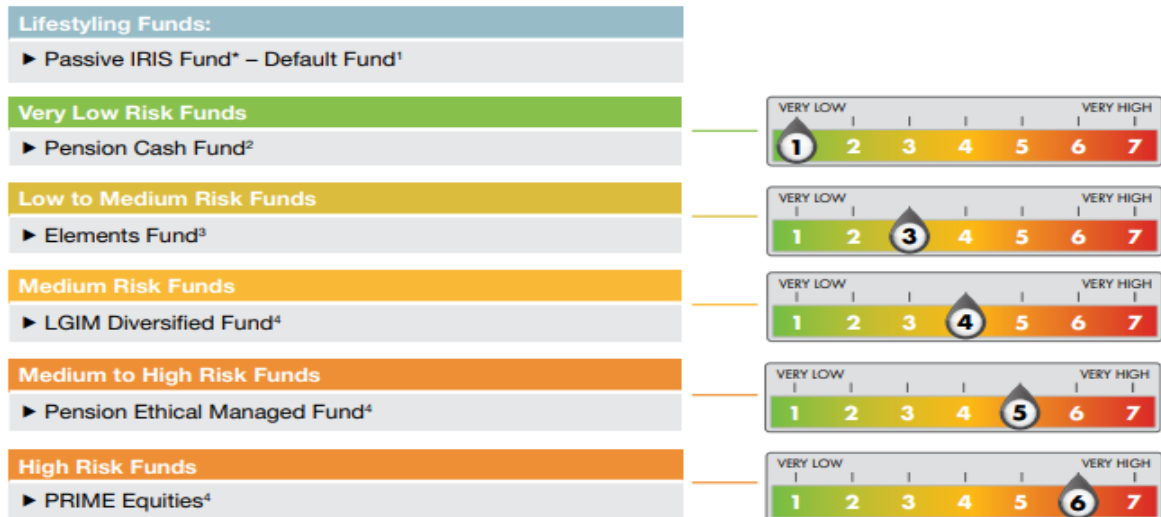 Lifestyling Funds:
► Passive IRIS Fund* – Default Fund¹
Very Low Risk Funds
► Pension Cash Fund²
VERY LOW VERY HIGH
1 2 3 4 5 6 7
Low to Medium Risk Funds
► Elements Fund³
VERY LOW VERY HIGH
1 2 3 4 5 6 7
Medium Risk Funds
► LGIM Diversified Fund⁴
VERY LOW VERY HIGH
1 2 3 4 5 6 7
Medium to High Risk Funds
► Pension Ethical Managed Fund⁴
VERY LOW VERY HIGH
1 2 3 4 5 6 7
High Risk Funds
► PRIME Equities⁴
VERY LOW VERY HIGH
1 2 3 4 5 6 7